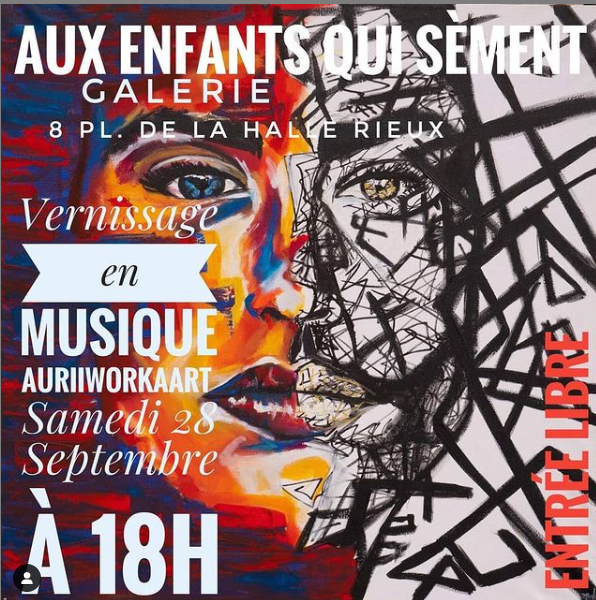 AUX ENFANTS QUI SÈMENT
GALERIE
8 PL. DE LA HALLE RIEUX
Vernissage
en
MUSIQUE
AURIIWORKAART
Samedi 28
Septembre
À 18H
ENTRÉE LIBRE